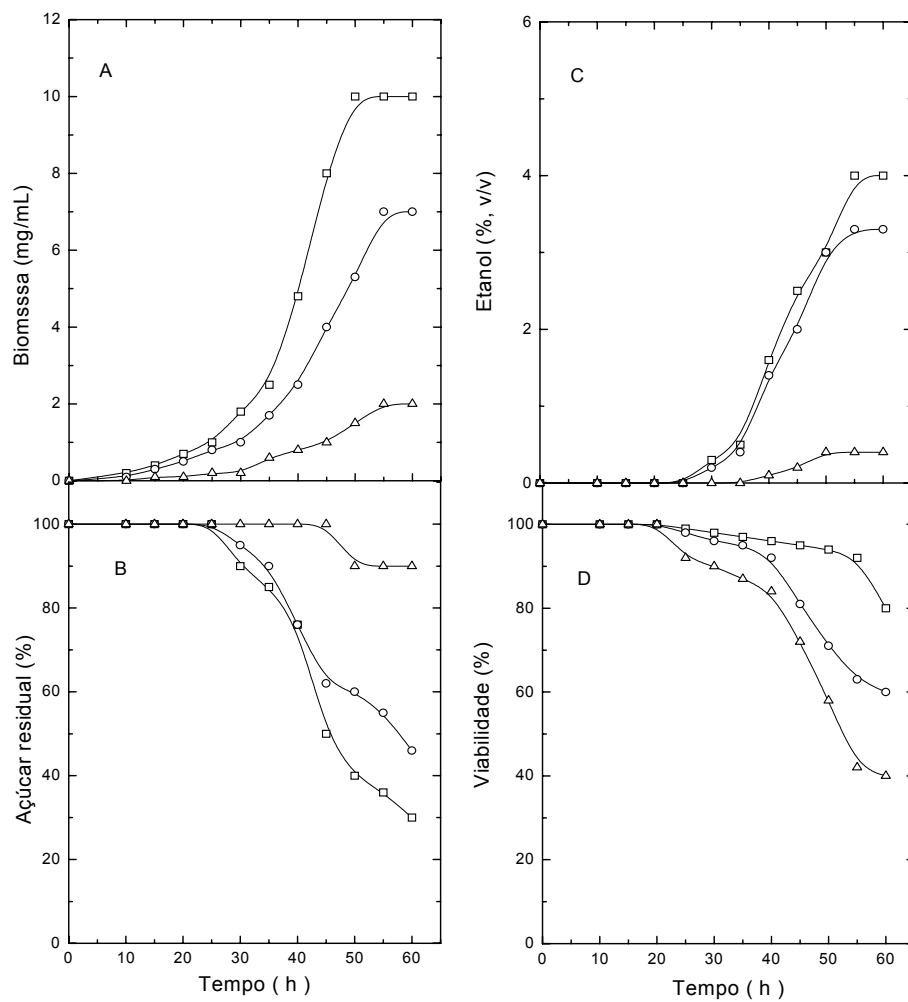 12
10
8
6
4
2
0
Biomsssa (mg/mL)
A
6
4
2
0
Etanol (%, v/v)
C
100
80
60
40
20
0
Açúcar residual (%)
B
0 10 20 30 40 50 60
Tempo ( h )
100
80
60
40
20
0
Viabilidade (%)
D
0 10 20 30 40 50 60
Tempo ( h )